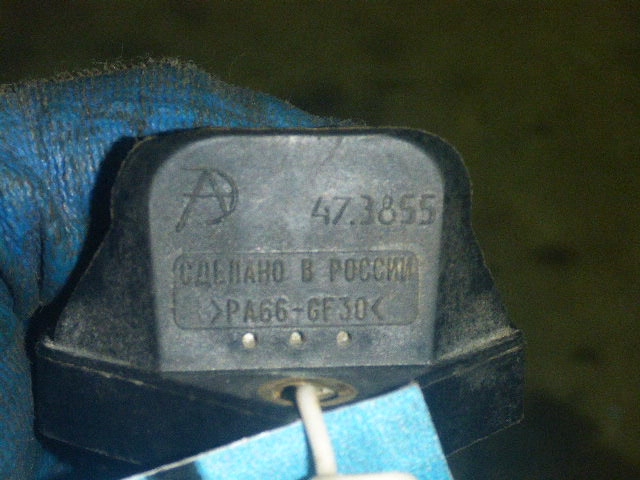 47.3855
СДЕЛАНО В РОССИИ
>PA66-GF30<